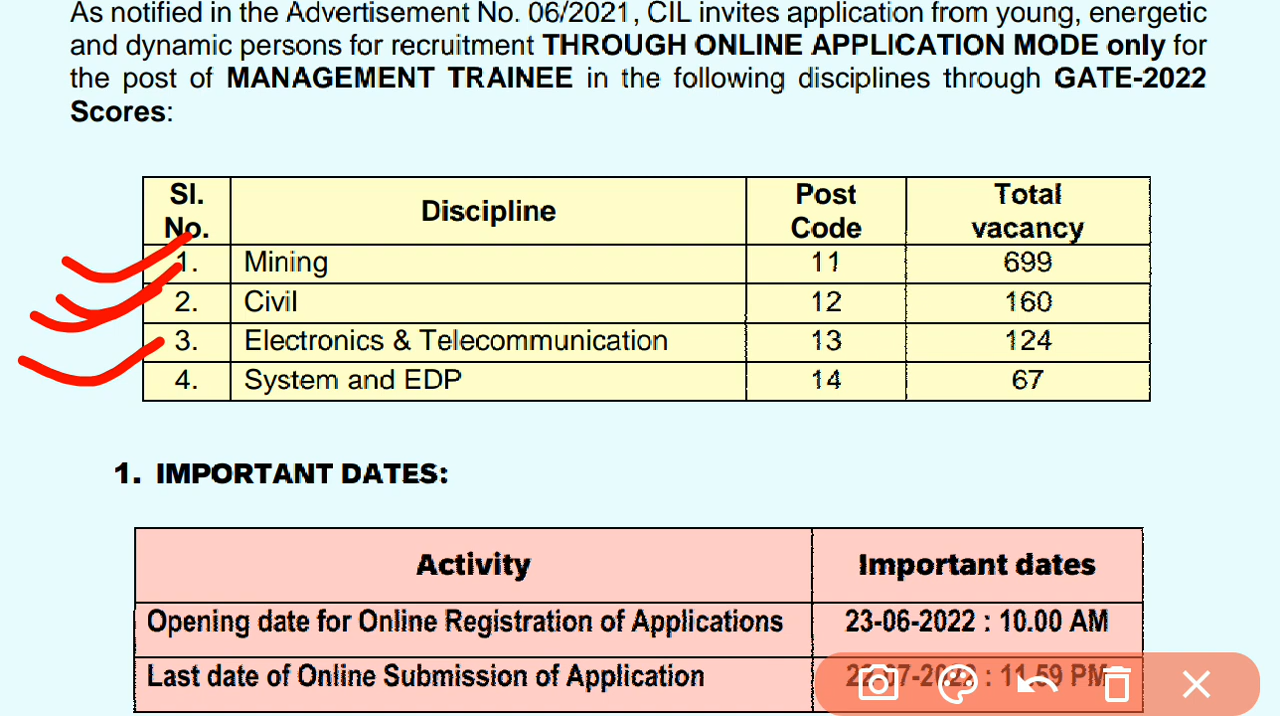 As notified in the Advertisement No. 06/2021, CIL invites application from young, energetic
and dynamic persons for recruitment THROUGH ONLINE APPLICATION MODE only for
the post of MANAGEMENT TRAINEE in the following disciplines through GATE-2022
Scores:
Sl. No. Discipline Post Code Total vacancy
1. Mining 11 699
2. Civil 12 160
3. Electronics & Telecommunication 13 124
4. System and EDP 14 67
1. IMPORTANT DATES:
Activity Important dates
Opening date for Online Registration of Applications 23-06-2022 : 10.00 AM
Last date of Online Submission of Application : 11.59 PM